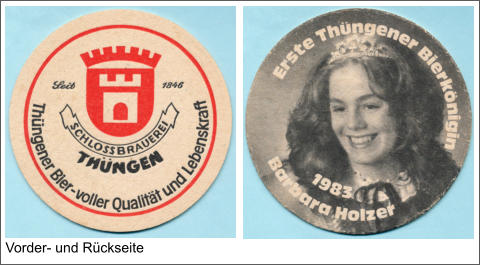 Seit 1846
SCHLOSSBRAUEREI
THÜNGEN
Thüngener Bier-voller Qualität und Lebenskraft
Erste Thüngener Bierkönigin
1983
Barbara Holzer
Vorder- und Rückseite